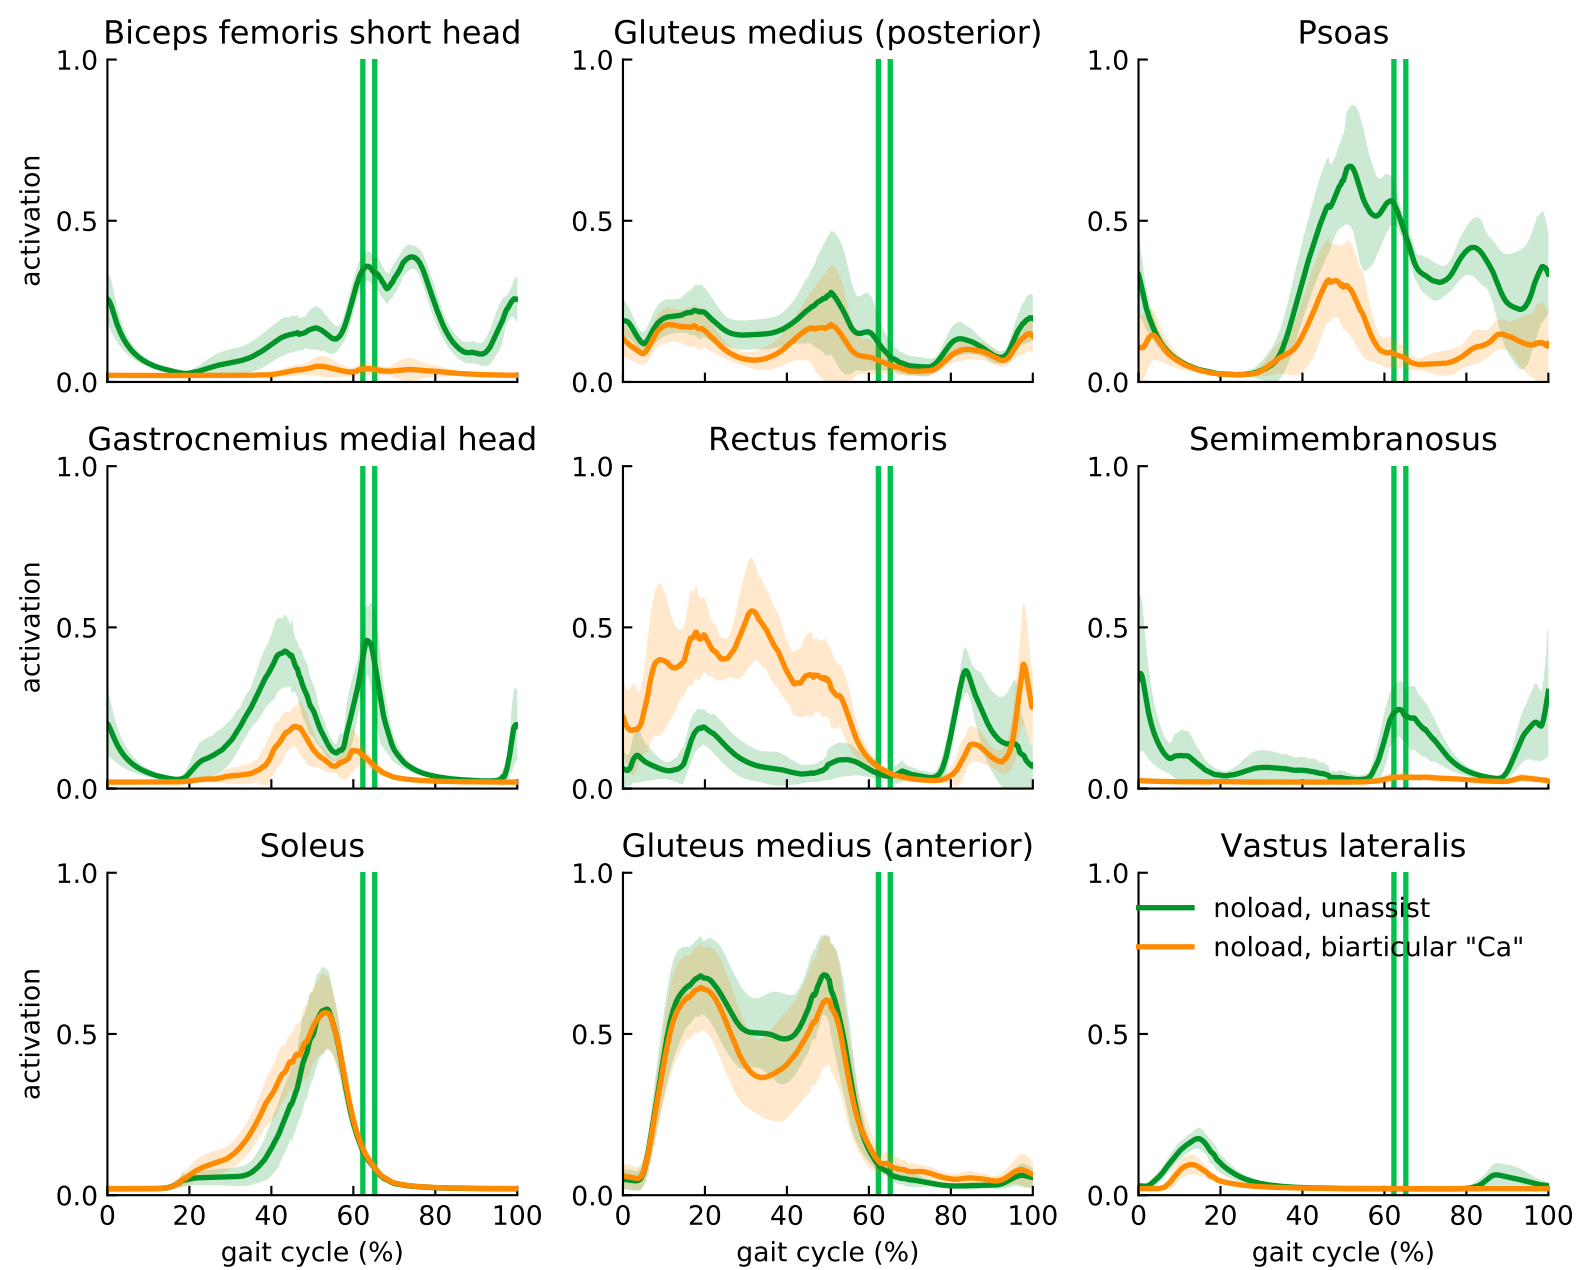 Biceps femoris short head
Gluteus medius (posterior)
Psoas
1.0
0.5
0.0
activation
1.0
0.5
0.0
1.0
0.5
0.0
Gastrocnemius medial head
Rectus femoris
Semimembranosus
1.0
0.5
0.0
activation
1.0
0.5
0.0
1.0
0.5
0.0
Soleus
Gluteus medius (anterior)
Vastus lateralis
1.0
0.5
0.0
activation
0 20 40 60 80 100
gait cycle (%)
1.0
0.5
0.0
0 20 40 60 80 100
gait cycle (%)
1.0
0.5
0.0
noload, unassist
noload, biarticular "Ca"
0 20 40 60 80 100
gait cycle (%)